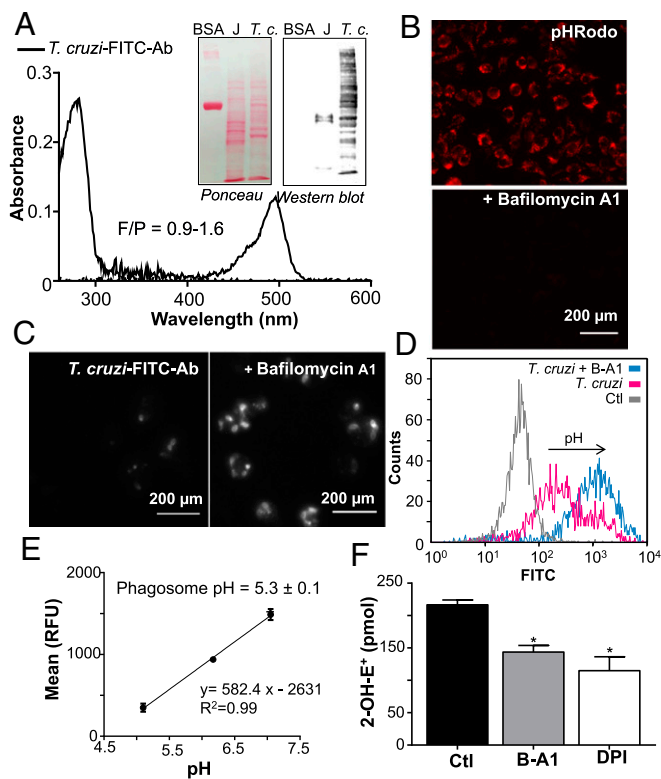 A
T. cruzi-FITC-Ab
BSA J T. c. BSA J T. c.
0.3
0.2
0.1
0
Absorbance
F/P = 0.9-1.6
Ponceau Western blot
300 400 500 600
Wavelength (nm)
B
pHRodo
+ Bafilomycin A1
200 µm
C
T. cruzi-FITC-Ab
+ Bafilomycin A1
200 µm
200 µm
D
T. cruzi + B-A1
T. cruzi
Ctl
pH
80
60
40
20
0
Counts
10⁰ 10¹ 10² 10³ 10⁴
FITC
E
Phagosome pH = 5.3 ± 0.1
2000
1000
0
Mean (RFU)
y= 582.4 x - 2631
R²=0.99
4.5 5.5 6.5 7.5
pH
F
250
150
50
0
2-OH-E⁺ (pmol)
*
*
Ctl B-A1 DPI